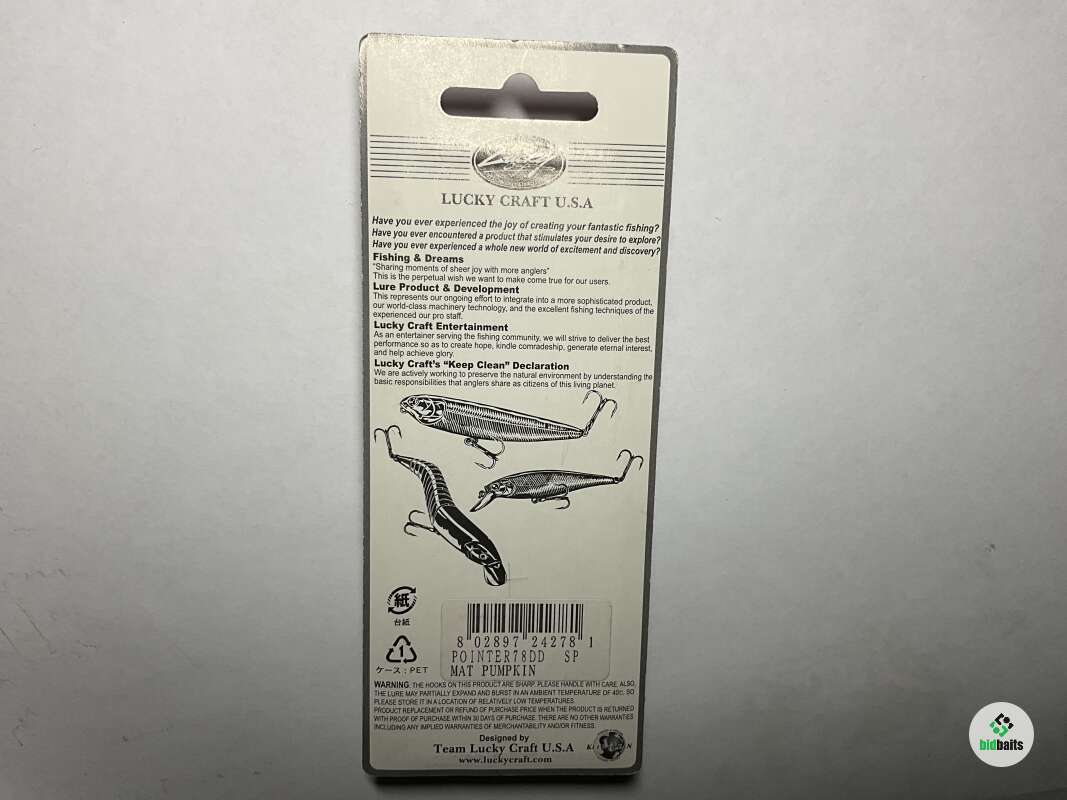 Lucky
LUCKY CRAFT U.S.A
Have you ever experienced the joy of creating your fantastic fishing?
Have you ever encountered a product that stimulates your desire to explore?
Have you ever experienced a whole new world of excitement and discovery?
Fishing & Dreams
"Sharing moments of sheer joy with more anglers"
This is the perpetual wish we want to make come true for our users.
Lure Product & Development
This represents our ongoing effort to integrate into a more sophisticated product,
our world-class machinery technology, and the excellent fishing techniques of the
experienced our pro staff.
Lucky Craft Entertainment
As an entertainer serving the fishing community, we will strive to deliver the best
performance so as to create hope, kindle comradeship, generate eternal interest,
and help achieve glory.
Lucky Craft's "Keep Clean" Declaration
We are actively working to preserve the natural environment by understanding the
basic responsibilities that anglers share as citizens of this living planet.
紙
台紙
1
ケース：PET
8 02897 24278 1
POINTER78DD SP
MAT PUMPKIN
WARNING: THE HOOKS ON THIS PRODUCT ARE SHARP. PLEASE HANDLE WITH CARE. ALSO,
THE LURE MAY PARTIALLY EXPAND AND BURST IN AN AMBIENT TEMPERATURE OF 40℃. SO
PLEASE STORE IT IN A LOCATION OF RELATIVELY LOW TEMPERATURES.
PRODUCT REPLACEMENT OR REFUND OF PURCHASE PRICE WHEN THE PRODUCT IS RETURNED
WITH PROOF OF PURCHASE WITHIN 30 DAYS OF PURCHASE. THERE ARE NO OTHER WARRANTIES
INCLUDING ANY IMPLIED WARRANTIES OF MERCHANTABILITY AND/OR FITNESS.
Designed by
Team Lucky Craft U.S.A
www.luckycraft.com
bidbaits